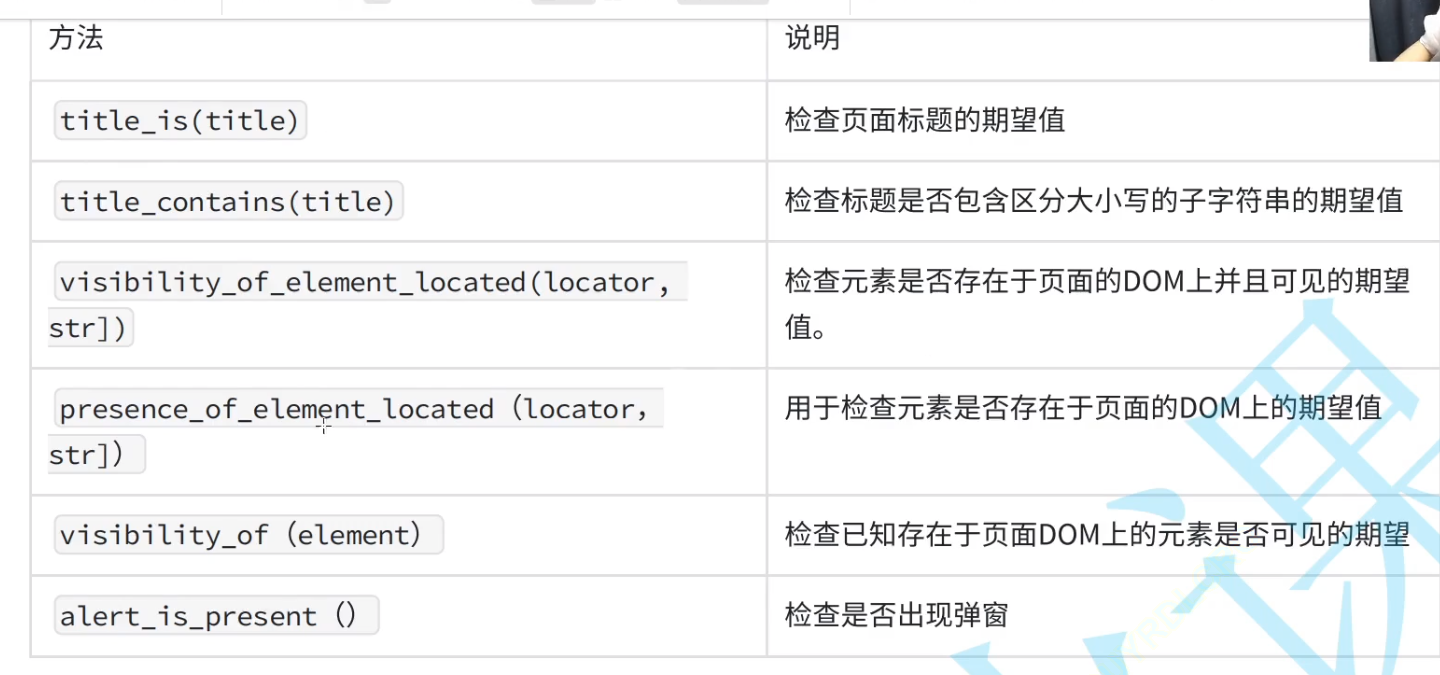 方法
说明
title_is(title)
检查页面标题的期望值
title_contains(title)
检查标题是否包含区分大小写的子字符串的期望值
visibility_of_element_located(locator,
str])
检查元素是否存在于页面的DOM上并且可见的期望
值。
presence_of_element_located（locator，
str]）
用于检查元素是否存在于页面的DOM上的期望值
visibility_of（element）
检查已知存在于页面DOM上的元素是否可见的期望
alert_is_present（）
检查是否出现弹窗
课